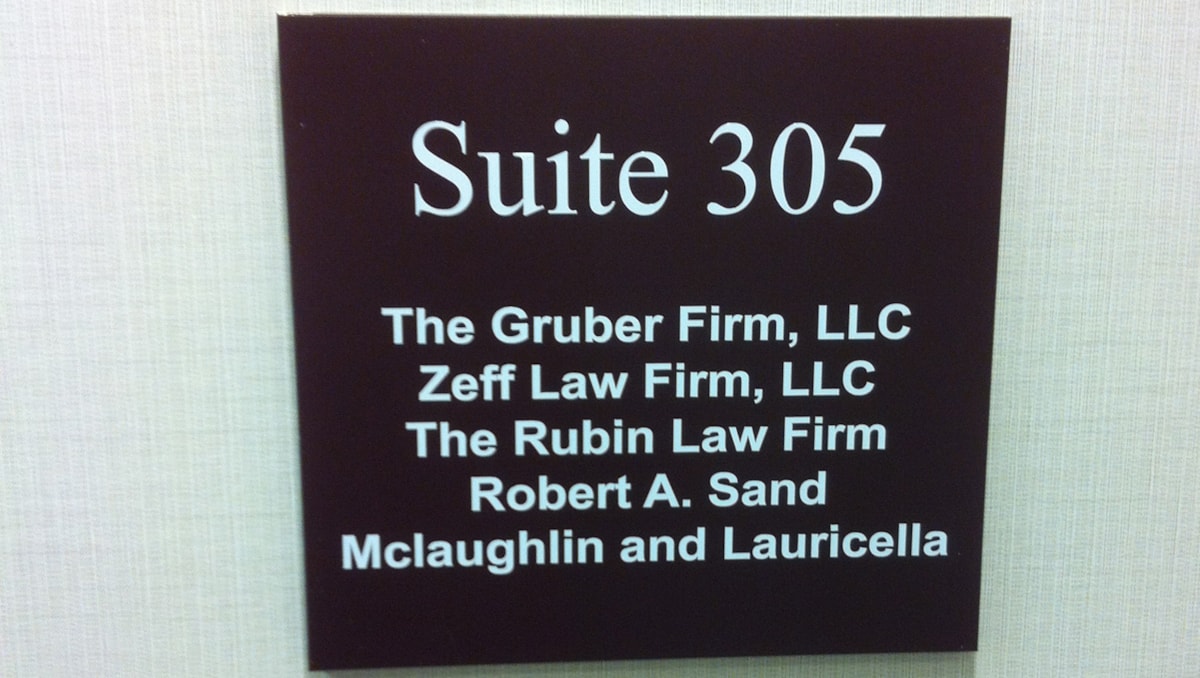 Suite 305
The Gruber Firm, LLC
Zeff Law Firm, LLC
The Rubin Law Firm
Robert A. Sand
Mclaughlin and Lauricella